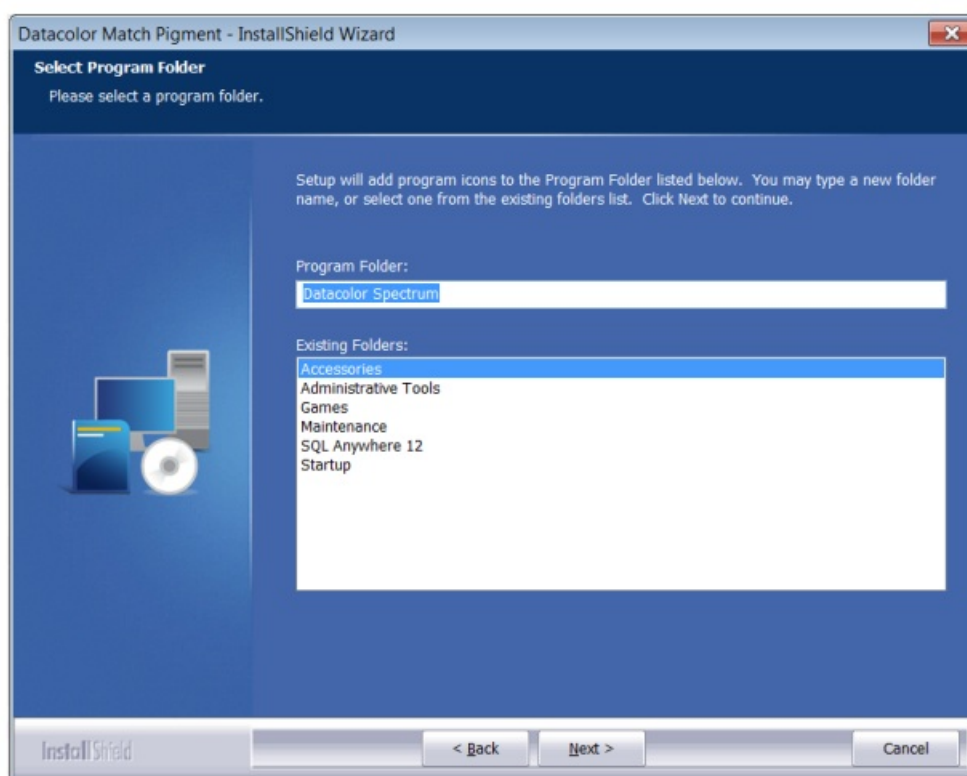 Datacolor Match Pigment - InstallShield Wizard
Select Program Folder
Please select a program folder.
Setup will add program icons to the Program Folder listed below. You may type a new folder
name, or select one from the existing folders list. Click Next to continue.
Program Folder:
Datacolor Spectrum
Existing Folders:
Accessories
Administrative Tools
Games
Maintenance
SQL Anywhere 12
Startup
InstallShield
< Back
Next >
Cancel